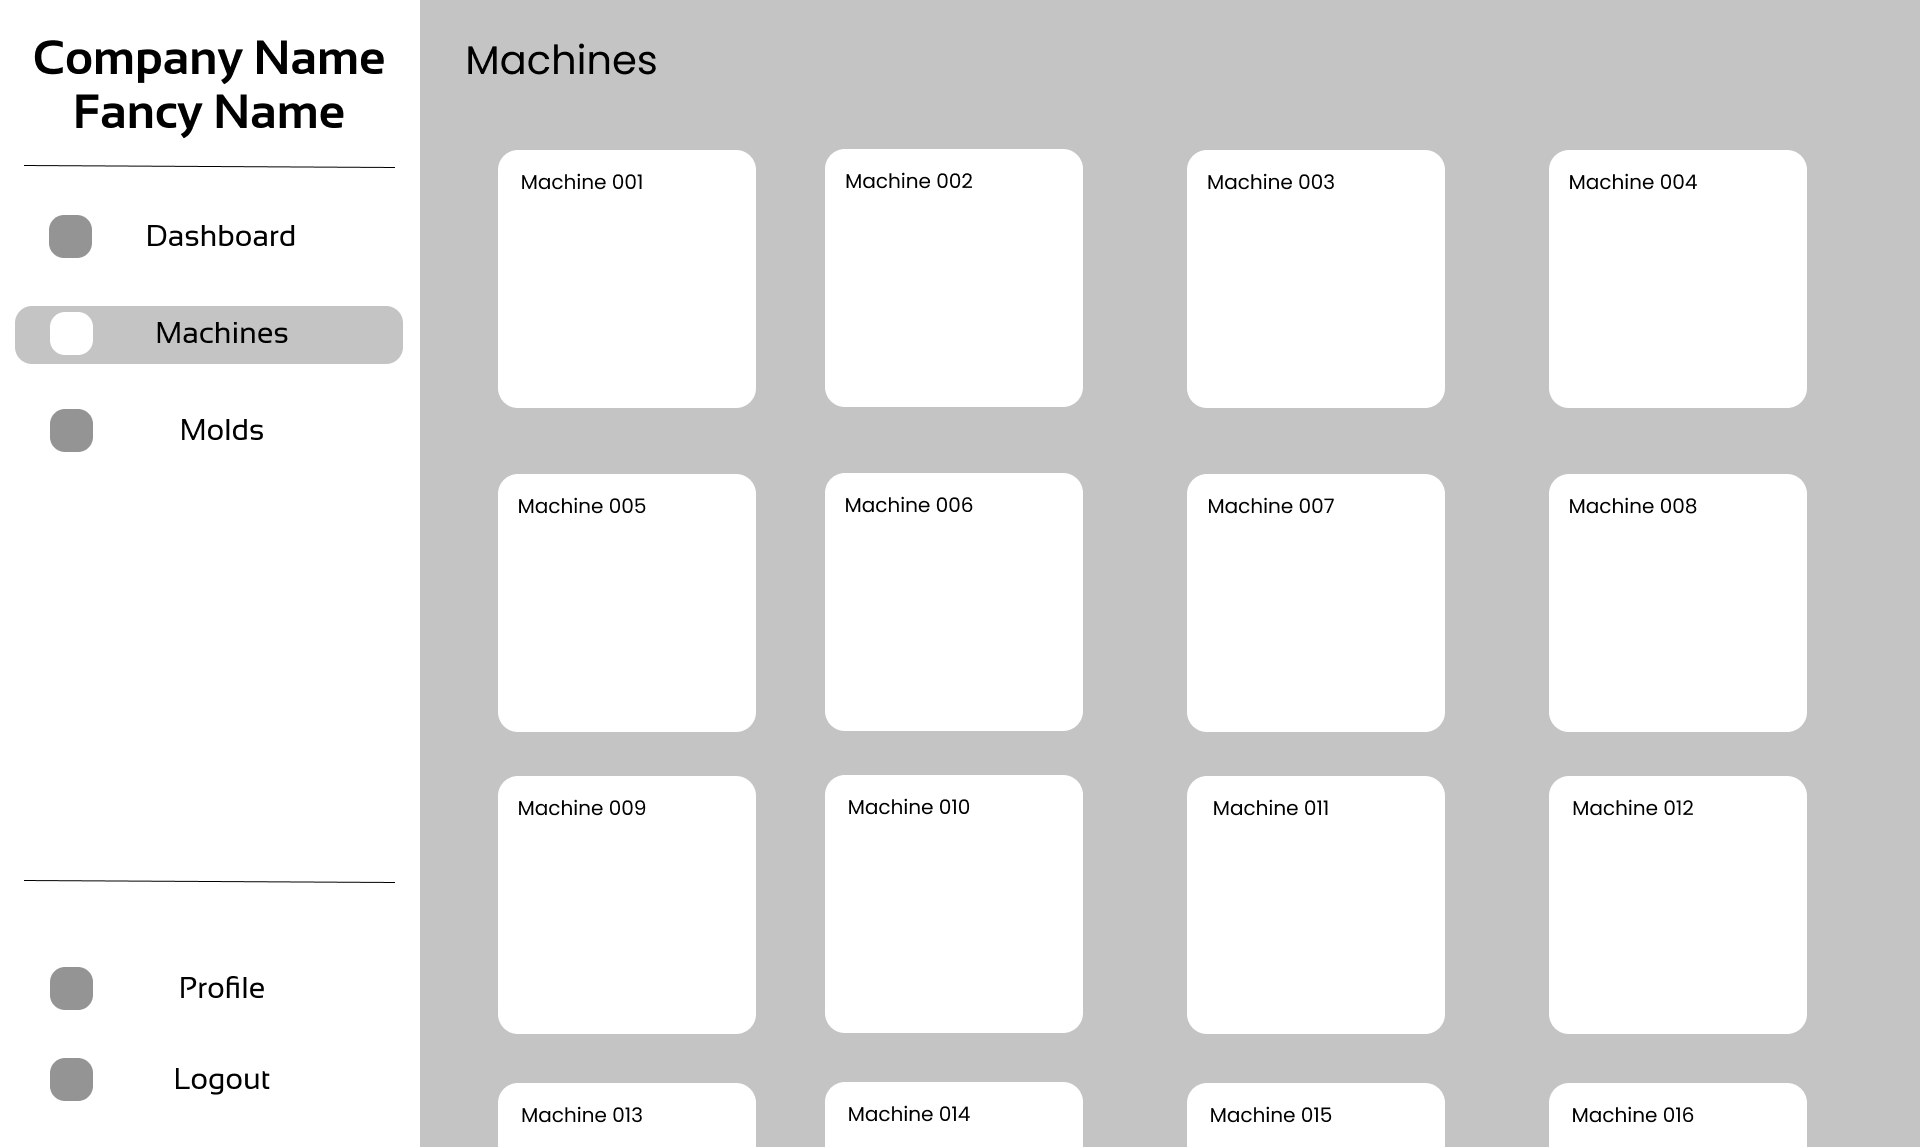 Company Name
Fancy Name
Dashboard
Machines
Molds
Profile
Logout
Machines
Machine 001
Machine 002
Machine 003
Machine 004
Machine 005
Machine 006
Machine 007
Machine 008
Machine 009
Machine 010
Machine 011
Machine 012
Machine 013
Machine 014
Machine 015
Machine 016